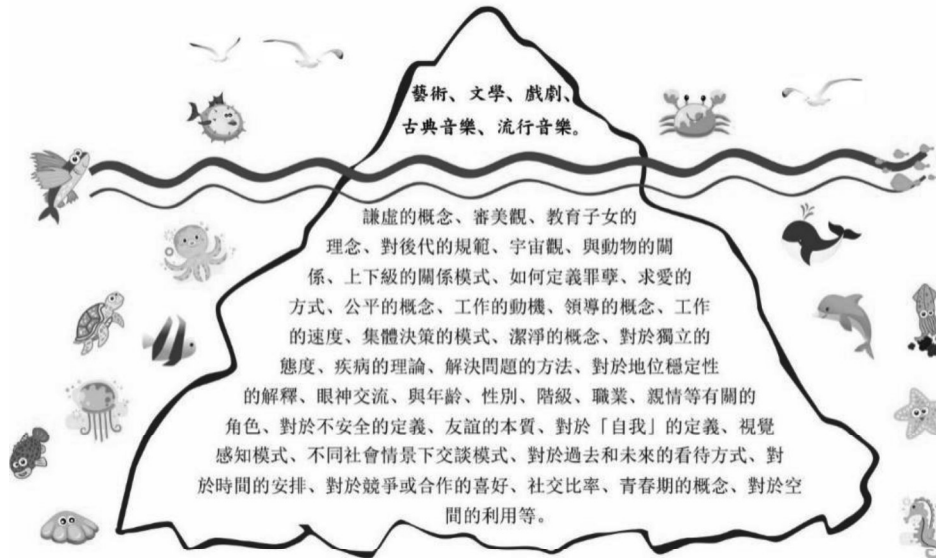 藝術、文學、戲劇、
古典音樂、流行音樂。
謙虛的概念、審美觀、教育子女的
理念、對後代的規範、宇宙觀、與動物的關
係、上下級的關係模式、如何定義罪孽、求愛的
方式、公平的概念、工作的動機、領導的概念、工作
的速度、集體決策的模式、潔淨的概念、對於獨立的
態度、疾病的理論、解決問題的方法、對於地位穩定性
的解釋、眼神交流、與年齡、性別、階級、職業、親情等有關的
角色、對於不安全的定義、友誼的本質、對於「自我」的定義、視覺
感知模式、不同社會情景下交談模式、對於過去和未來的看待方式、對
於時間的安排、對於競爭或合作的喜好、社交比率、青春期的概念、對於空
間的利用等。